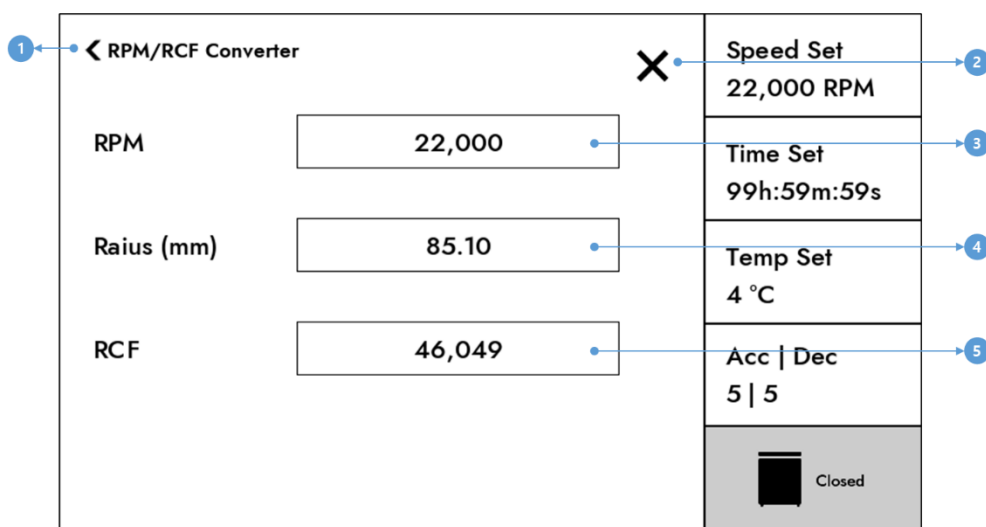 1
RPM/RCF Converter
2
RPM
22,000
3
Raius (mm)
85.10
4
RCF
46,049
5
Speed Set
22,000 RPM
Time Set
99h:59m:59s
Temp Set
4 °C
Acc | Dec
5 | 5
Closed